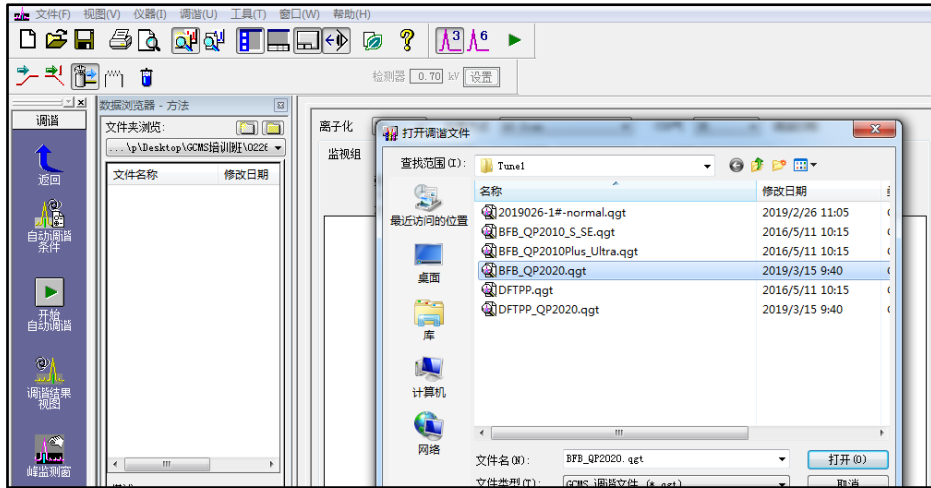 文件(F) 视图(V) 仪器(I) 调谐(U) 工具(T) 窗口(W) 帮助(H)
检测器 0.70 kV 设置
调谐
返回
自动调谐
条件
开始
自动调谐
调谐结果
视图
峰监测窗
数据浏览器 - 方法
文件夹浏览:
...\p\Desktop\GCMS培训班\0226
文件名称 修改日期
离子化
监视组
打开调谐文件
查找范围(I): Tune1
最近访问的位置
桌面
库
计算机
网络
名称 修改日期
2019026-1#-normal.qgt 2019/2/26 11:05
BFB_QP2010_S_SE.qgt 2016/5/11 10:15
BFB_QP2010Plus_Ultra.qgt 2016/5/11 10:15
BFB_QP2020.qgt 2019/3/15 9:40
DFTPP.qgt 2016/5/11 10:15
DFTPP_QP2020.qgt 2019/3/15 9:40
文件名(N): BFB_QP2020.qgt 打开(O)
文件类型(T): GCMS 调谐文件 (*.qgt) 取消